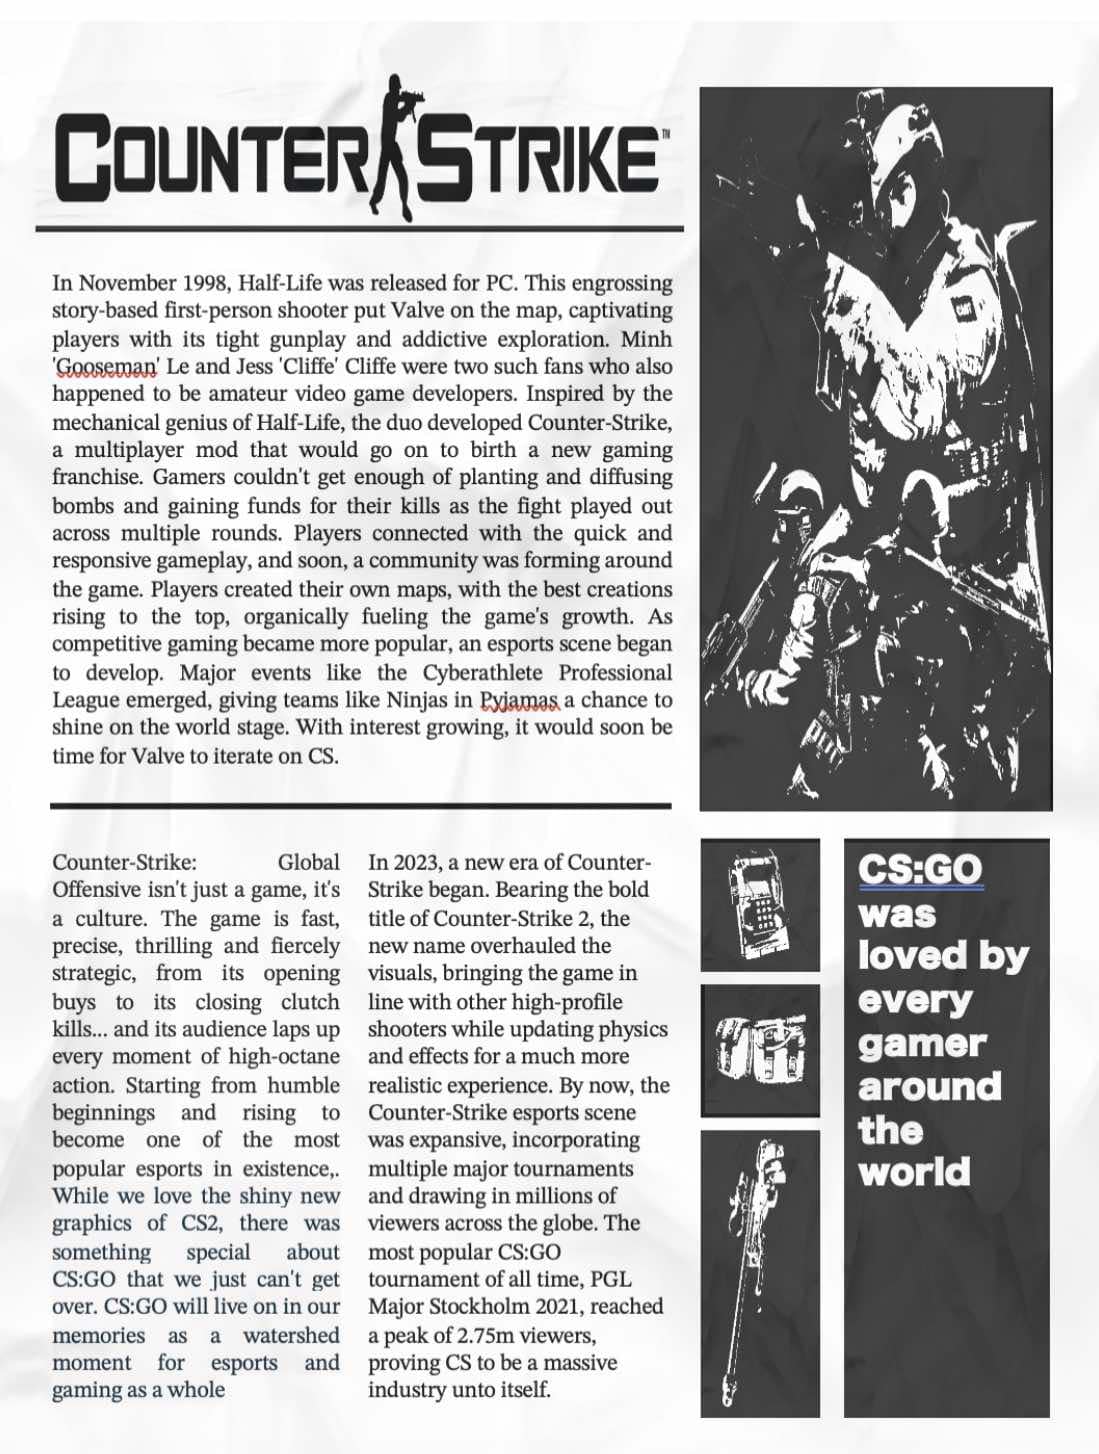 COUNTER STRIKE™
In November 1998, Half-Life was released for PC. This engrossing
story-based first-person shooter put Valve on the map, captivating
players with its tight gunplay and addictive exploration. Minh
'Gooseman' Le and Jess 'Cliffe' Cliffe were two such fans who also
happened to be amateur video game developers. Inspired by the
mechanical genius of Half-Life, the duo developed Counter-Strike,
a multiplayer mod that would go on to birth a new gaming
franchise. Gamers couldn't get enough of planting and diffusing
bombs and gaining funds for their kills as the fight played out
across multiple rounds. Players connected with the quick and
responsive gameplay, and soon, a community was forming around
the game. Players created their own maps, with the best creations
rising to the top, organically fueling the game's growth. As
competitive gaming became more popular, an esports scene began
to develop. Major events like the Cyberathlete Professional
League emerged, giving teams like Ninjas in Pyjamas a chance to
shine on the world stage. With interest growing, it would soon be
time for Valve to iterate on CS.
Counter-Strike: Global
Offensive isn't just a game, it's
a culture. The game is fast,
precise, thrilling and fiercely
strategic, from its opening
buys to its closing clutch
kills... and its audience laps up
every moment of high-octane
action. Starting from humble
beginnings and rising to
become one of the most
popular esports in existence,.
While we love the shiny new
graphics of CS2, there was
something special about
CS:GO that we just can't get
over. CS:GO will live on in our
memories as a watershed
moment for esports and
gaming as a whole
In 2023, a new era of Counter-
Strike began. Bearing the bold
title of Counter-Strike 2, the
new name overhauled the
visuals, bringing the game in
line with other high-profile
shooters while updating physics
and effects for a much more
realistic experience. By now, the
Counter-Strike esports scene
was expansive, incorporating
multiple major tournaments
and drawing in millions of
viewers across the globe. The
most popular CS:GO
tournament of all time, PGL
Major Stockholm 2021, reached
a peak of 2.75m viewers,
proving CS to be a massive
industry unto itself.
CS:GO
was
loved by
every
gamer
around
the
world